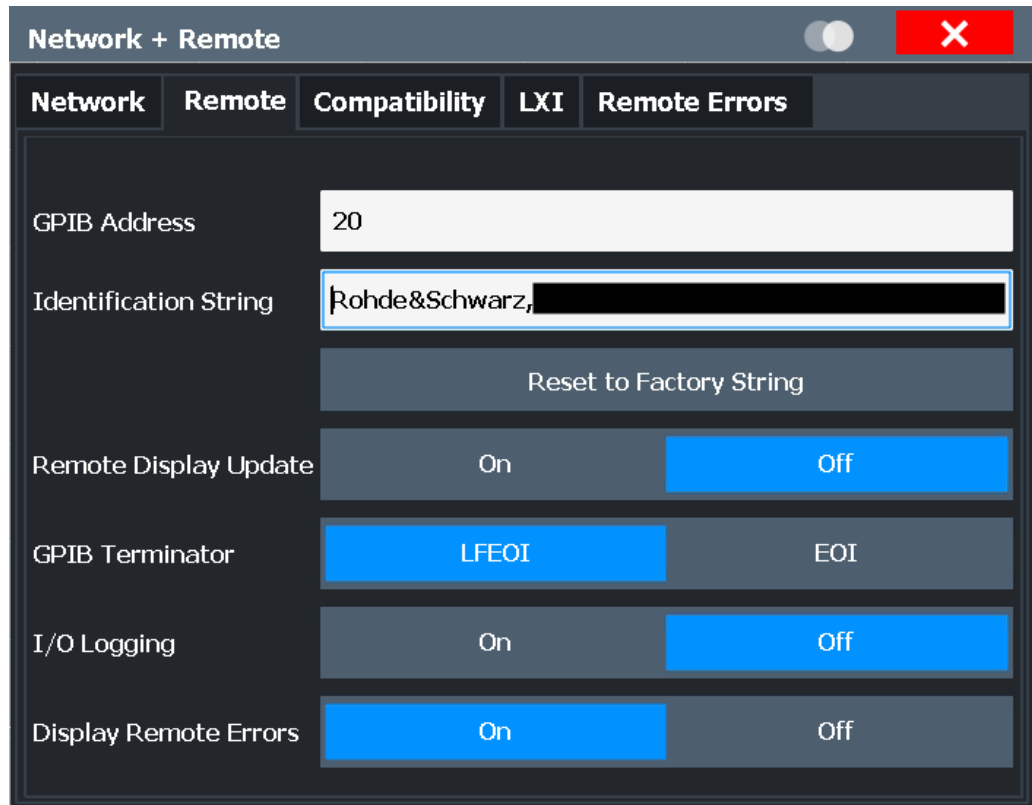 Network + Remote
Network Remote Compatibility LXI Remote Errors
GPIB Address 20
Identification String Rohde&Schwarz,
Reset to Factory String
Remote Display Update On Off
GPIB Terminator LFEOI EOI
I/O Logging On Off
Display Remote Errors On Off